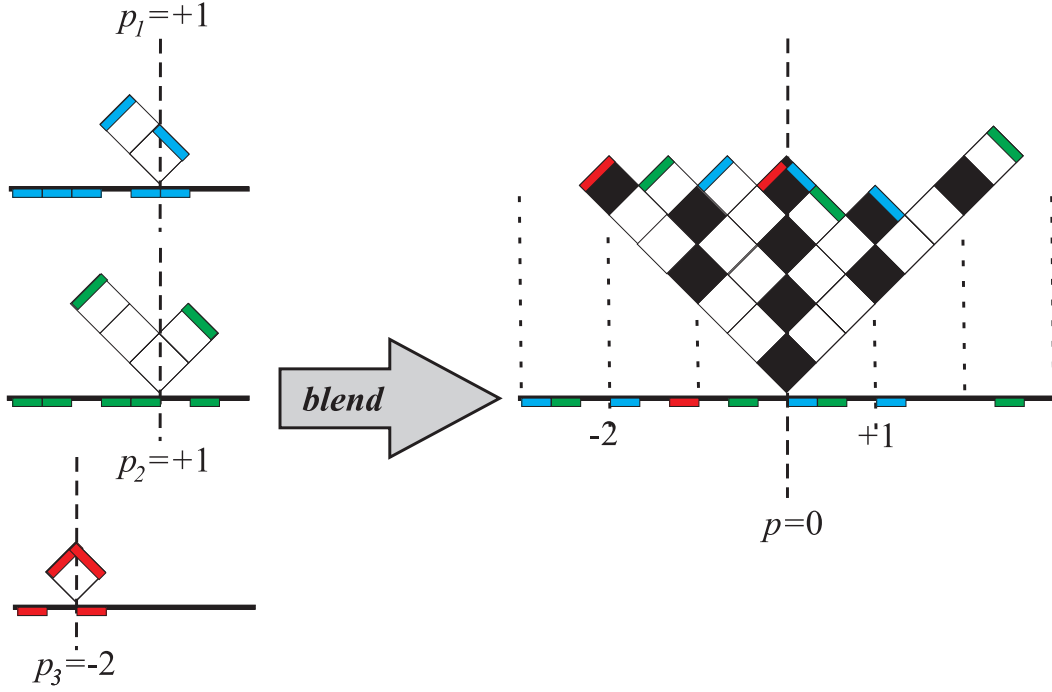 p₁=+1
p₂=+1
p₃=-2
blend
-2
+1
p=0